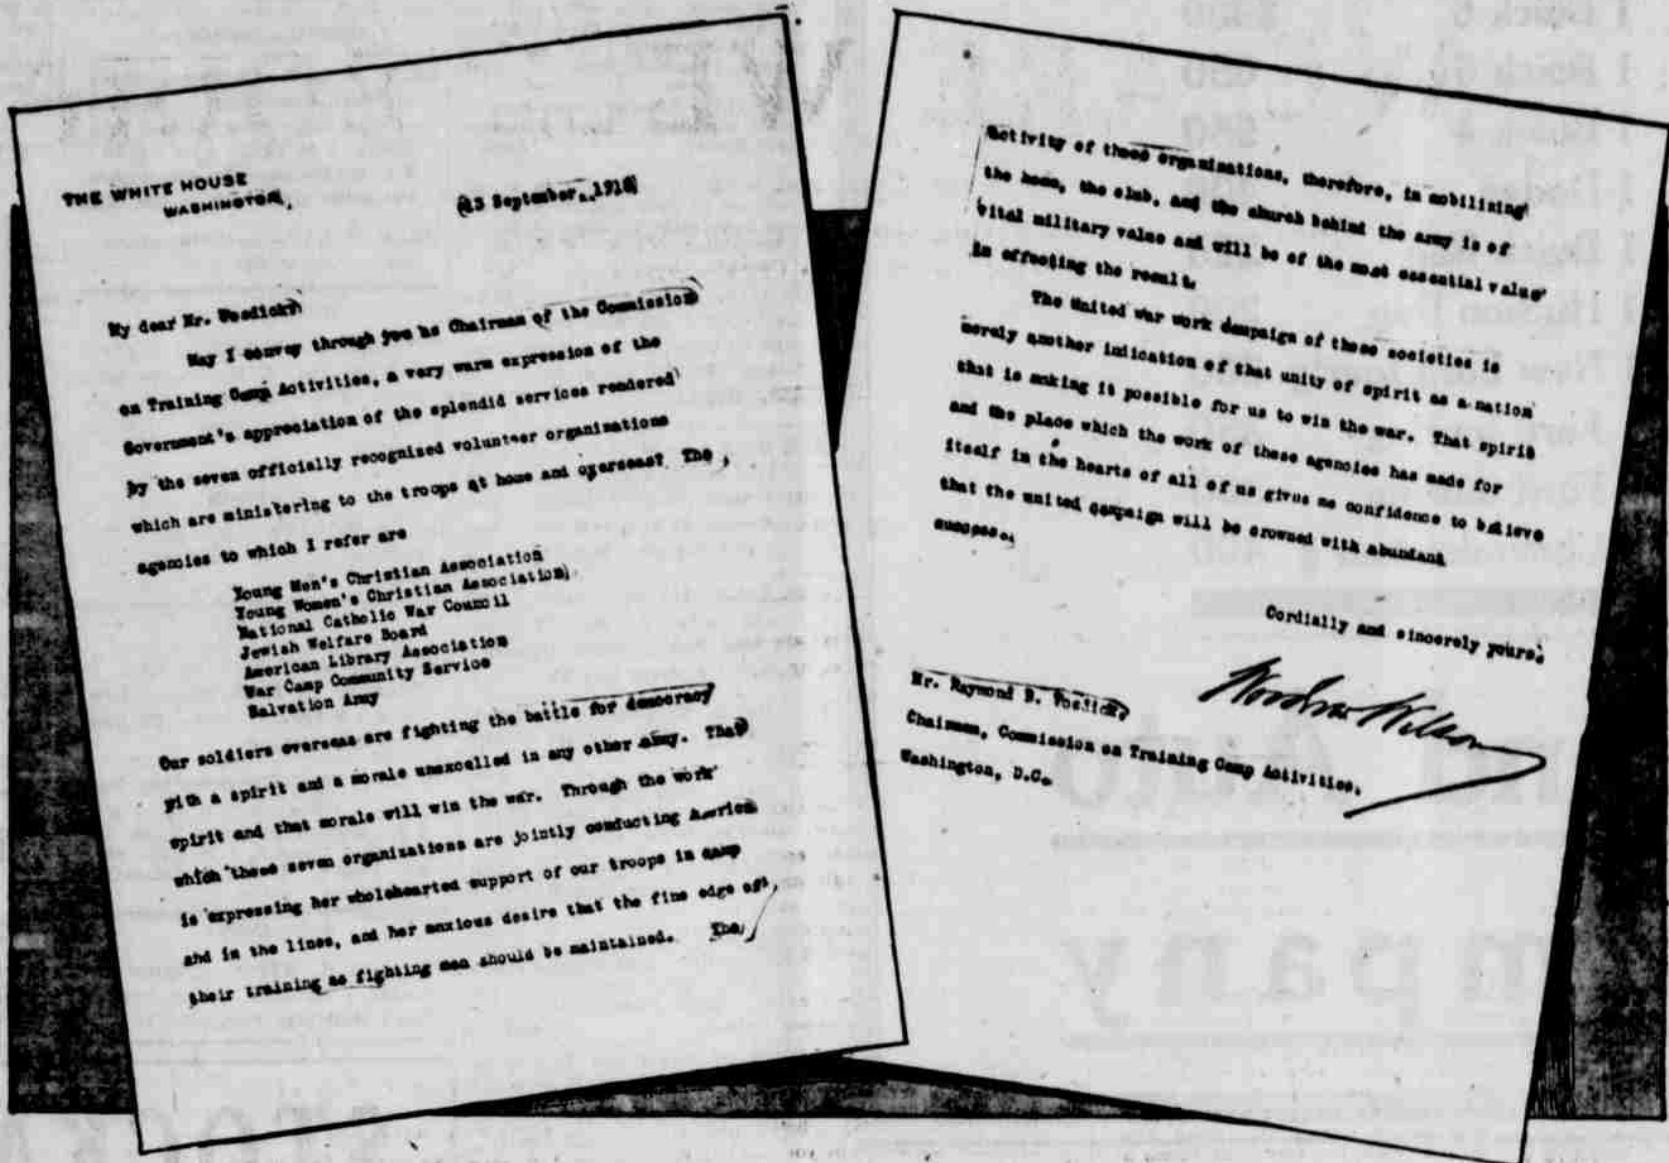 THE WHITE HOUSE
WASHINGTON
13 September, 1918
My dear Mr. Fosdick:
May I convey through you as Chairman of the Commission
on Training Camp Activities, a very warm expression of the
Government's appreciation of the splendid services rendered
by the seven officially recognized volunteer organizations
which are ministering to the troops at home and overseas? The
agencies to which I refer are
Young Men's Christian Association
Young Women's Christian Association
National Catholic War Council
Jewish Welfare Board
American Library Association
War Camp Community Service
Salvation Army
Our soldiers overseas are fighting the battle for democracy
with a spirit and a morale unexcelled in any other army. That
spirit and that morale will win the war. Through the work
which these seven organizations are jointly conducting America
is expressing her wholehearted support of our troops in camp
and in the lines, and her anxious desire that the fine edge of
their training as fighting men should be maintained. The
activity of these organizations, therefore, in mobilizing
the home, the club, and the church behind the army is of
vital military value and will be of the most essential value
in effecting the result.
The united war work campaign of these societies is
merely another indication of that unity of spirit as a nation
that is making it possible for us to win the war. That spirit
and the place which the work of these agencies has made for
itself in the hearts of all of us gives me confidence to believe
that the united campaign will be crowned with abundant
success.
Cordially and sincerely yours,
Woodrow Wilson
Mr. Raymond B. Fosdick,
Chairman, Commission on Training Camp Activities,
Washington, D.C.